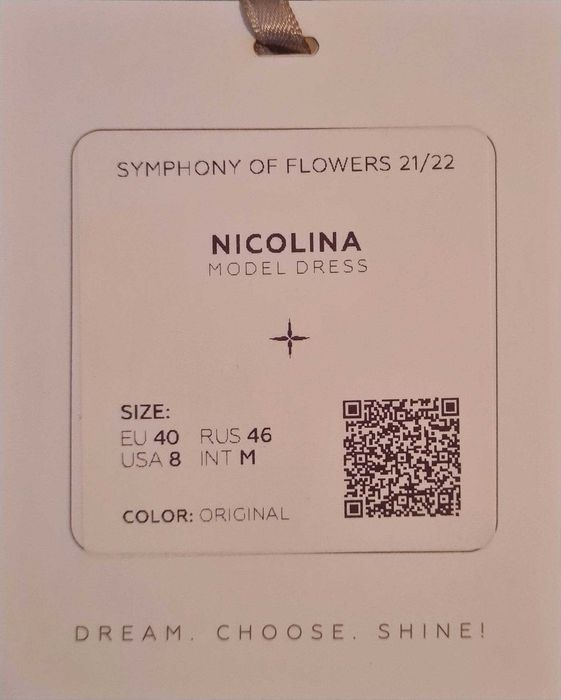 SYMPHONY OF FLOWERS 21/22
NICOLINA
MODEL DRESS
SIZE:
EU 40 RUS 46
USA 8 INT M
COLOR: ORIGINAL
DREAM. CHOOSE. SHINE!